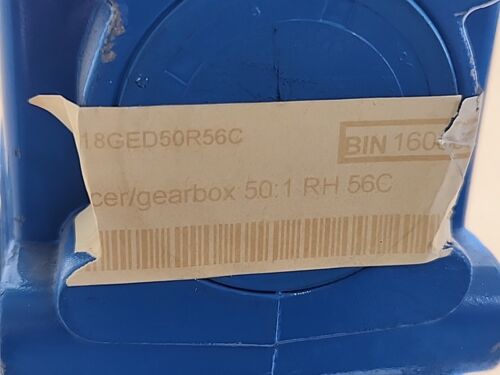 18GED50R56C
BIN 160
cer/gearbox 50:1 RH 56C